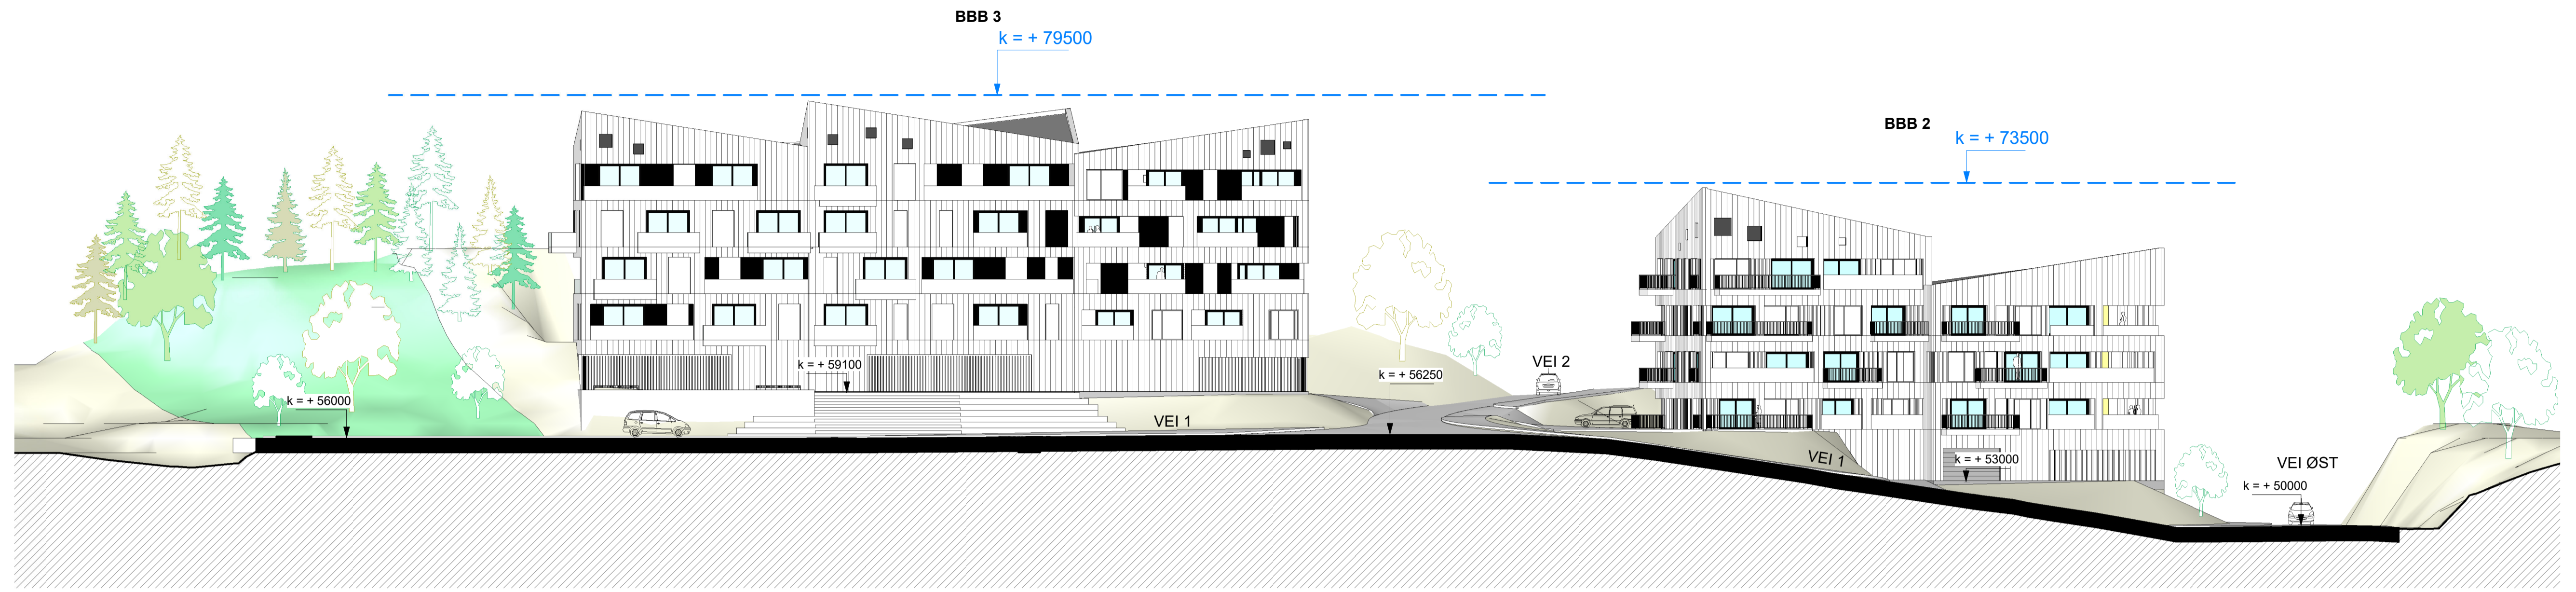 BBB 3
k = + 79500
BBB 2
k = + 73500
k = + 59100
VEI 2
k = + 56250
k = + 56000
VEI 1
VEI 1
k = + 53000
VEI ØST
k = + 50000